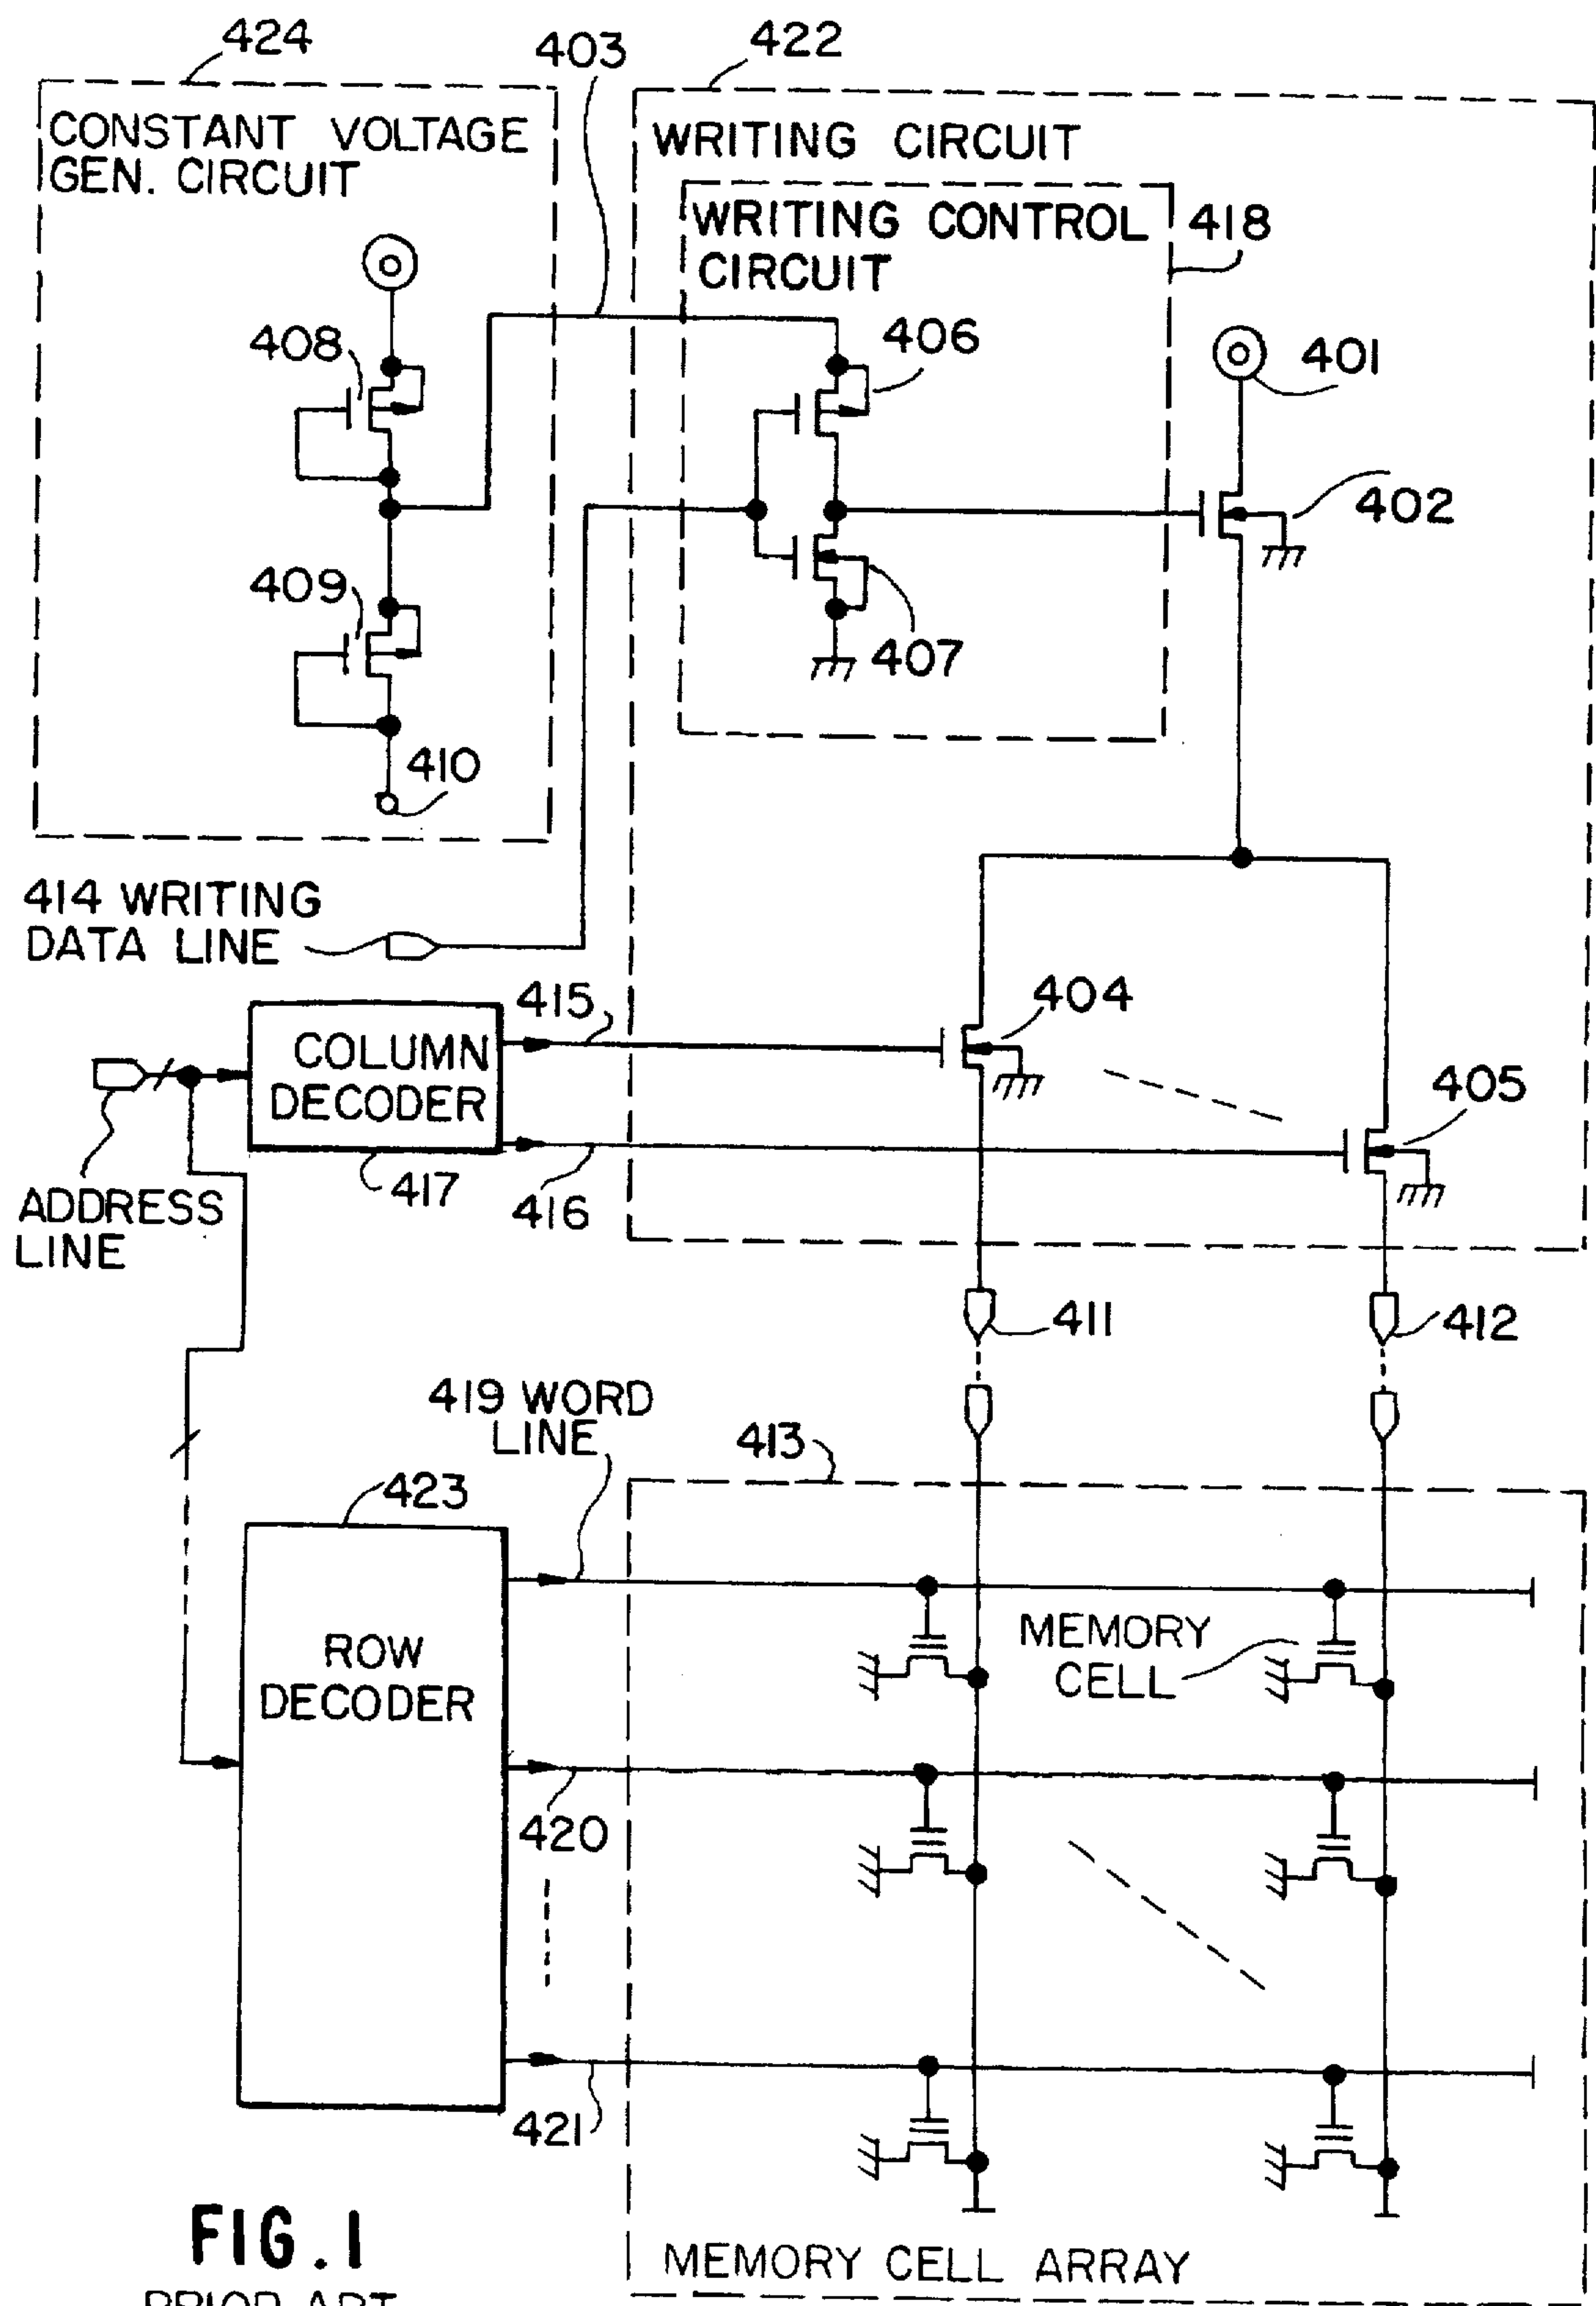 424
403
422
CONSTANT VOLTAGE
GEN. CIRCUIT
WRITING CIRCUIT
WRITING CONTROL
CIRCUIT
418
408
406
401
402
409
407
410
414 WRITING
DATA LINE
415
404
COLUMN
DECODER
405
417
416
ADDRESS
LINE
411
412
419 WORD
LINE
413
423
MEMORY
CELL
ROW
DECODER
420
421
FIG. 1
PRIOR ART
MEMORY CELL ARRAY